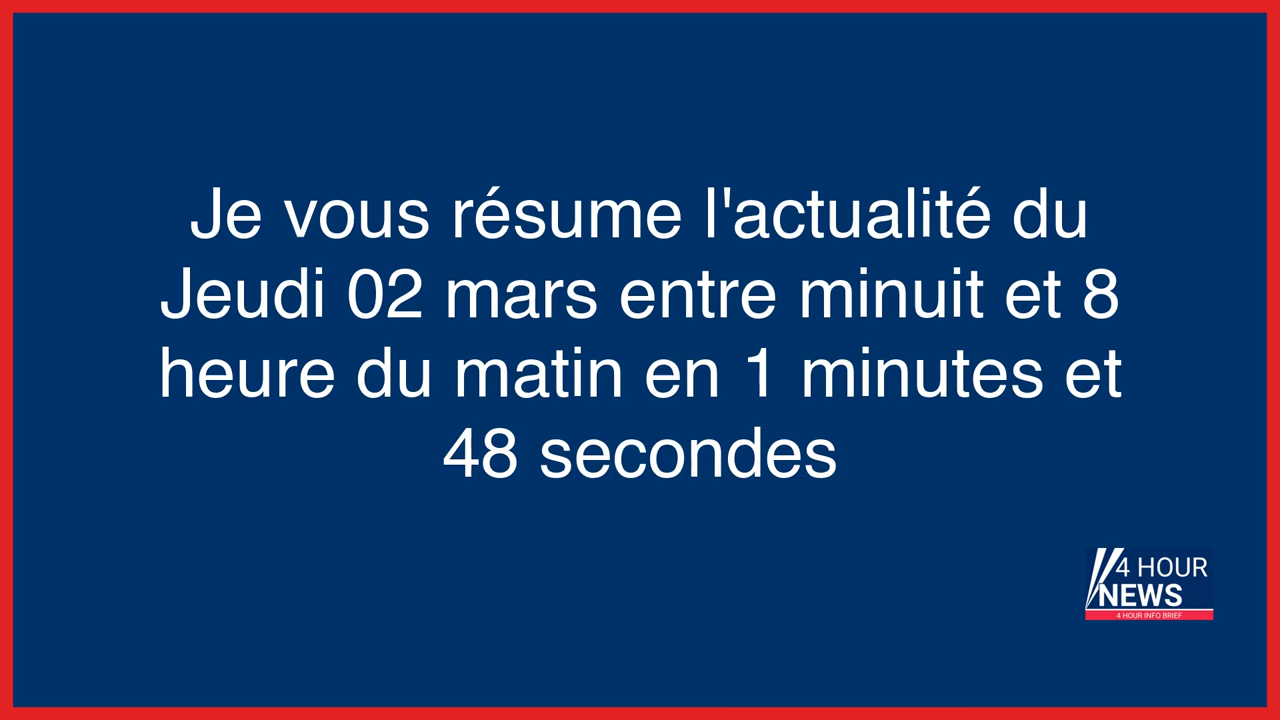 Je vous résume l'actualité du
Jeudi 02 mars entre minuit et 8
heure du matin en 1 minutes et
48 secondes
4 HOUR
NEWS
4 HOUR INFO BRIEF